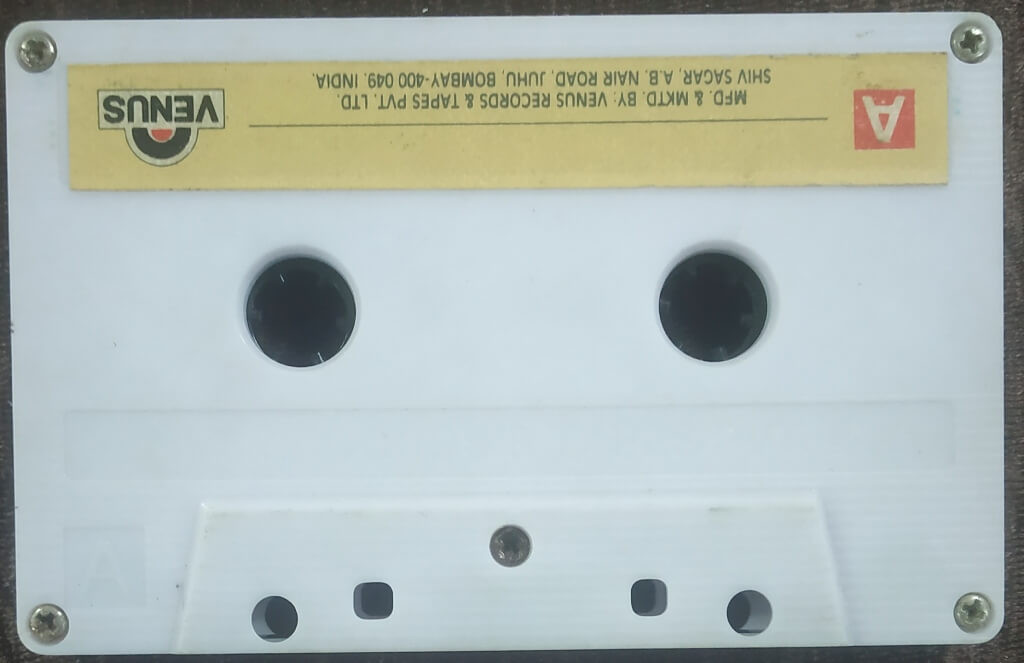 A
MFD. & MKTD. BY: VENUS RECORDS & TAPES PVT. LTD.
SHIV SAGAR, A.B. NAIR ROAD, JUHU, BOMBAY-400 049. INDIA.
VENUS
A